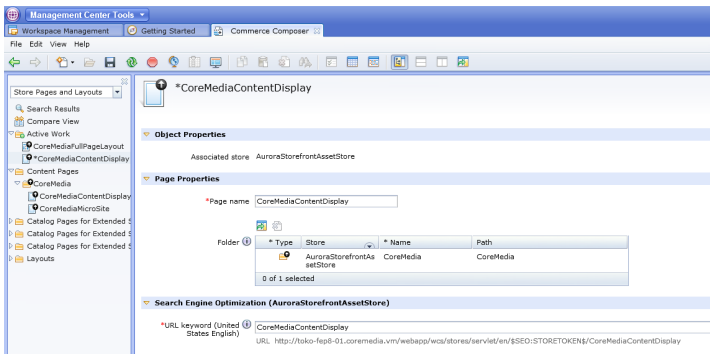 Management Center Tools
Workspace Management
Getting Started
Commerce Composer
File Edit View Help
Store Pages and Layouts
*CoreMediaContentDisplay
Search Results
Compare View
Active Work
CoreMediaFullPageLayout
*CoreMediaContentDisplay
Content Pages
CoreMedia
CoreMediaContentDisplay
CoreMediaMicroSite
Catalog Pages for Extended S
Catalog Pages for Extended S
Catalog Pages for Extended S
Layouts
Object Properties
Associated store AuroraStorefrontAssetStore
Page Properties
*Page name CoreMediaContentDisplay
Folder
* Type Store * Name Path
AuroraStorefrontAs
setStore CoreMedia CoreMedia
0 of 1 selected
Search Engine Optimization (AuroraStorefrontAssetStore)
*URL keyword (United
States English) CoreMediaContentDisplay
URL http://toko-fep8-01.coremedia.vm/webapp/wcs/stores/servlet/en/$SEO:STORETOKEN$/CoreMediaContentDisplay